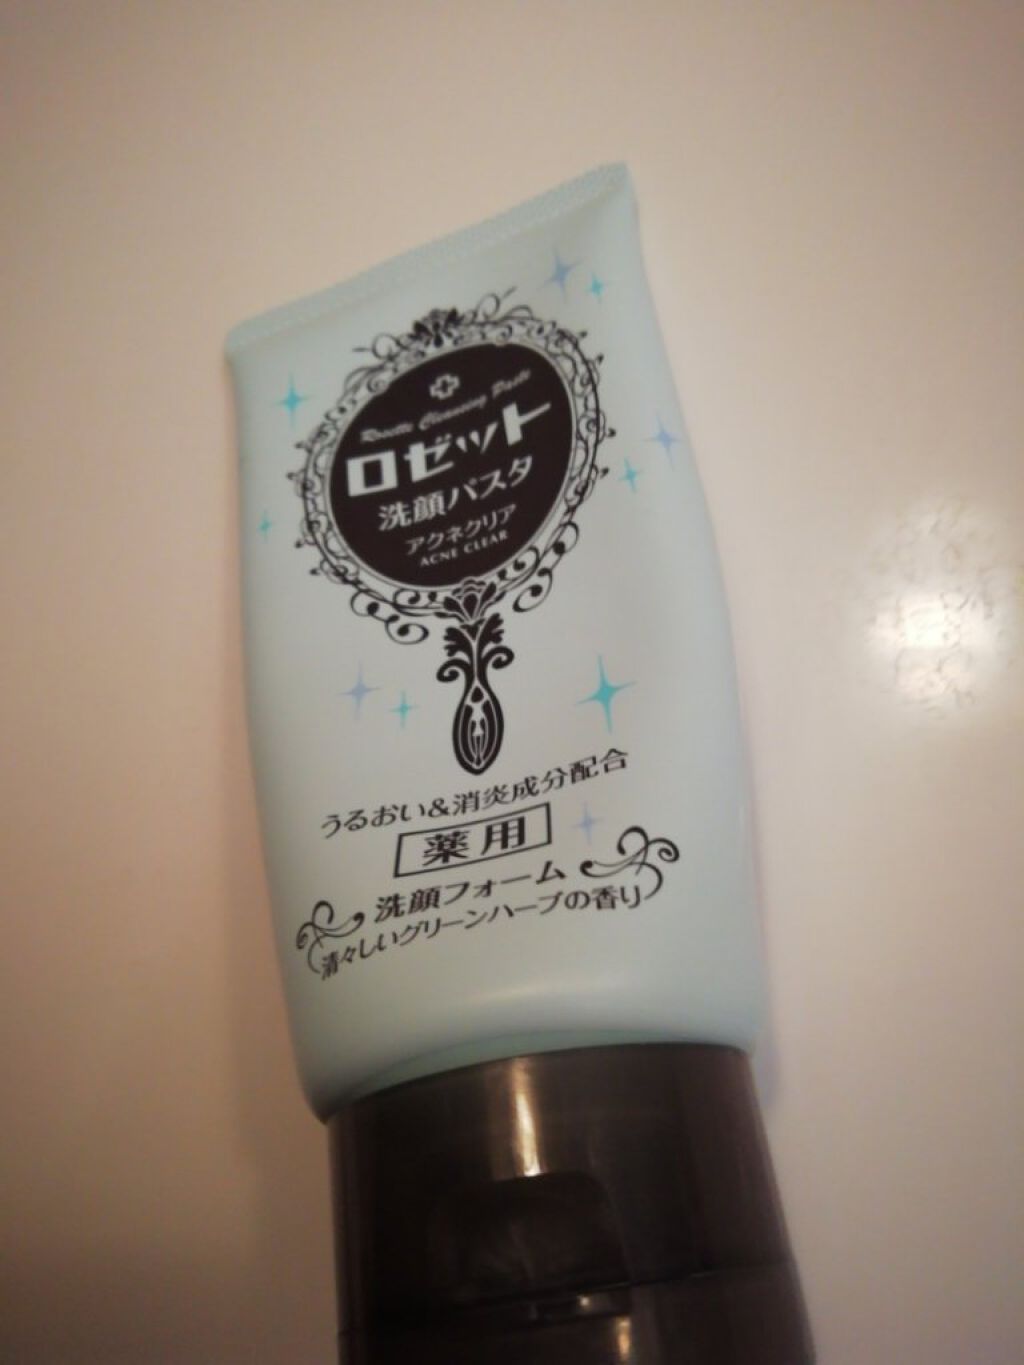 Rosette Cleansing Paste
ロゼット
洗顔パスタ
アクネクリア
ACNE CLEAR
うるおい&消炎成分配合
薬用
洗顔フォーム
清々しいグリーンハーブの香り